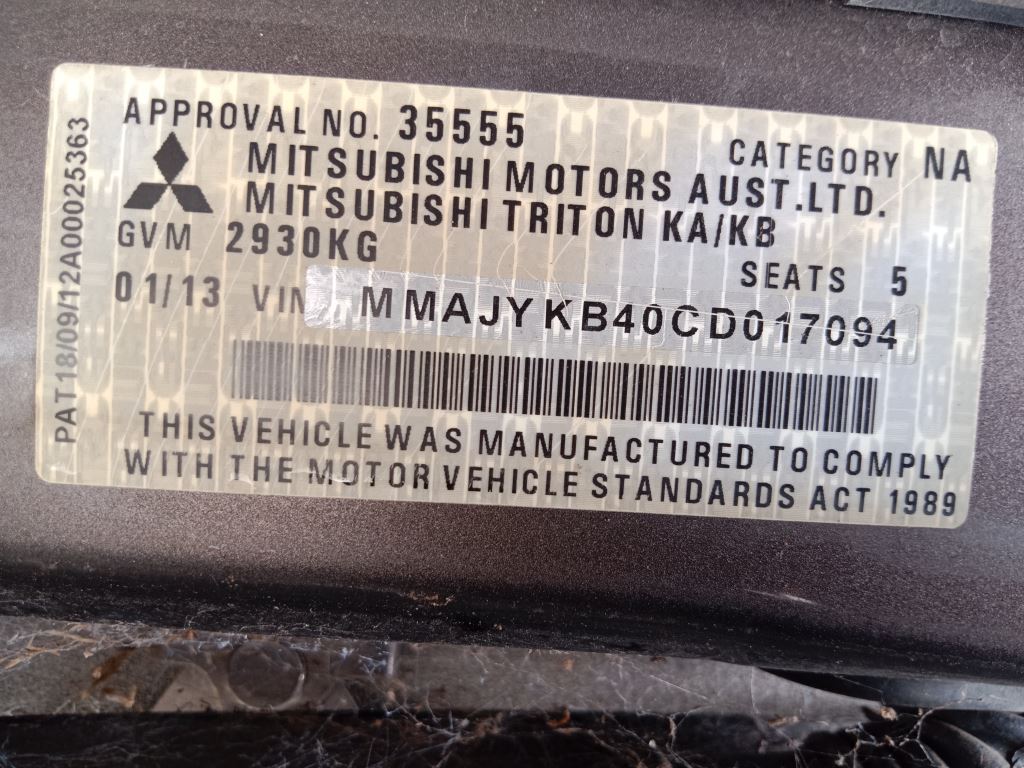 APPROVAL NO. 35555
CATEGORY NA
MITSUBISHI MOTORS AUST.LTD.
MITSUBISHI TRITON KA/KB
GVM 2930KG
SEATS 5
01/13 VIN MMAJYKB40CD017094
THIS VEHICLE WAS MANUFACTURED TO COMPLY
WITH THE MOTOR VEHICLE STANDARDS ACT 1989
PAT18/09/12A00025363